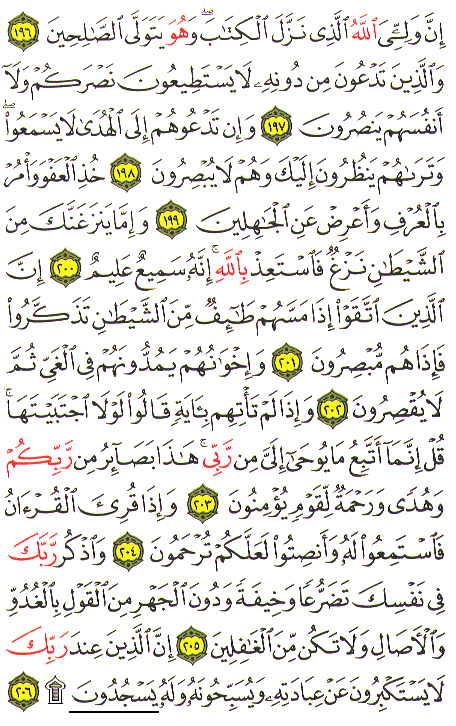 إِنَّ وَلِـِّۧىَ ٱللَّهُ ٱلَّذِى نَزَّلَ ٱلْكِتَـٰبَ ۖ وَهُوَ يَتَوَلَّى ٱلصَّـٰلِحِينَ ١٩٦
وَٱلَّذِينَ تَدْعُونَ مِن دُونِهِۦ لَا يَسْتَطِيعُونَ نَصْرَكُمْ وَلَآ
أَنفُسَهُمْ يَنصُرُونَ ١٩٧ وَإِن تَدْعُوهُمْ إِلَى ٱلْهُدَىٰ لَا يَسْمَعُوا۟ ۖ
وَتَرَىٰهُمْ يَنظُرُونَ إِلَيْكَ وَهُمْ لَا يُبْصِرُونَ ١٩٨ خُذِ ٱلْعَفْوَ وَأْمُرْ
بِٱلْعُرْفِ وَأَعْرِضْ عَنِ ٱلْجَـٰهِلِينَ ١٩٩ وَإِمَّا يَنزَغَنَّكَ مِنَ
ٱلشَّيْطَـٰنِ نَزْغٌ فَٱسْتَعِذْ بِٱللَّهِ ۚ إِنَّهُۥ سَمِيعٌ عَلِيمٌ ٢٠٠ إِنَّ
ٱلَّذِينَ ٱتَّقَوْا۟ إِذَا مَسَّهُمْ طَـٰٓئِفٌ مِّنَ ٱلشَّيْطَـٰنِ تَذَكَّرُوا۟
فَإِذَا هُم مُّبْصِرُونَ ٢٠١ وَإِخْوَٰنُهُمْ يَمُدُّونَهُمْ فِى ٱلْغَىِّ ثُمَّ
لَا يُقْصِرُونَ ٢٠٢ وَإِذَا لَمْ تَأْتِهِم بِـَٔايَةٍ قَالُوا۟ لَوْلَا ٱجْتَبَيْتَهَا ۚ
قُلْ إِنَّمَآ أَتَّبِعُ مَا يُوحَىٰٓ إِلَىَّ مِن رَّبِّى ۚ هَـٰذَا بَصَآئِرُ مِن رَّبِّكُمْ
وَهُدًى وَرَحْمَةٌ لِّقَوْمٍ يُؤْمِنُونَ ٢٠٣ وَإِذَا قُرِئَ ٱلْقُرْءَانُ
فَٱسْتَمِعُوا۟ لَهُۥ وَأَنصِتُوا۟ لَعَلَّكُمْ تُرْحَمُونَ ٢٠٤ وَٱذْكُر رَّبَّكَ
فِى نَفْسِكَ تَضَرُّعًا وَخِيفَةً وَدُونَ ٱلْجَهْرِ مِنَ ٱلْقَوْلِ بِٱلْغُدُوِّ
وَٱلْـَٔاصَالِ وَلَا تَكُن مِّنَ ٱلْغَـٰفِلِينَ ٢٠٥ إِنَّ ٱلَّذِينَ عِندَ رَبِّكَ
لَا يَسْتَكْبِرُونَ عَنْ عِبَادَتِهِۦ وَيُسَبِّحُونَهُۥ وَلَهُۥ يَسْجُدُونَ ۩ ٢٠٦